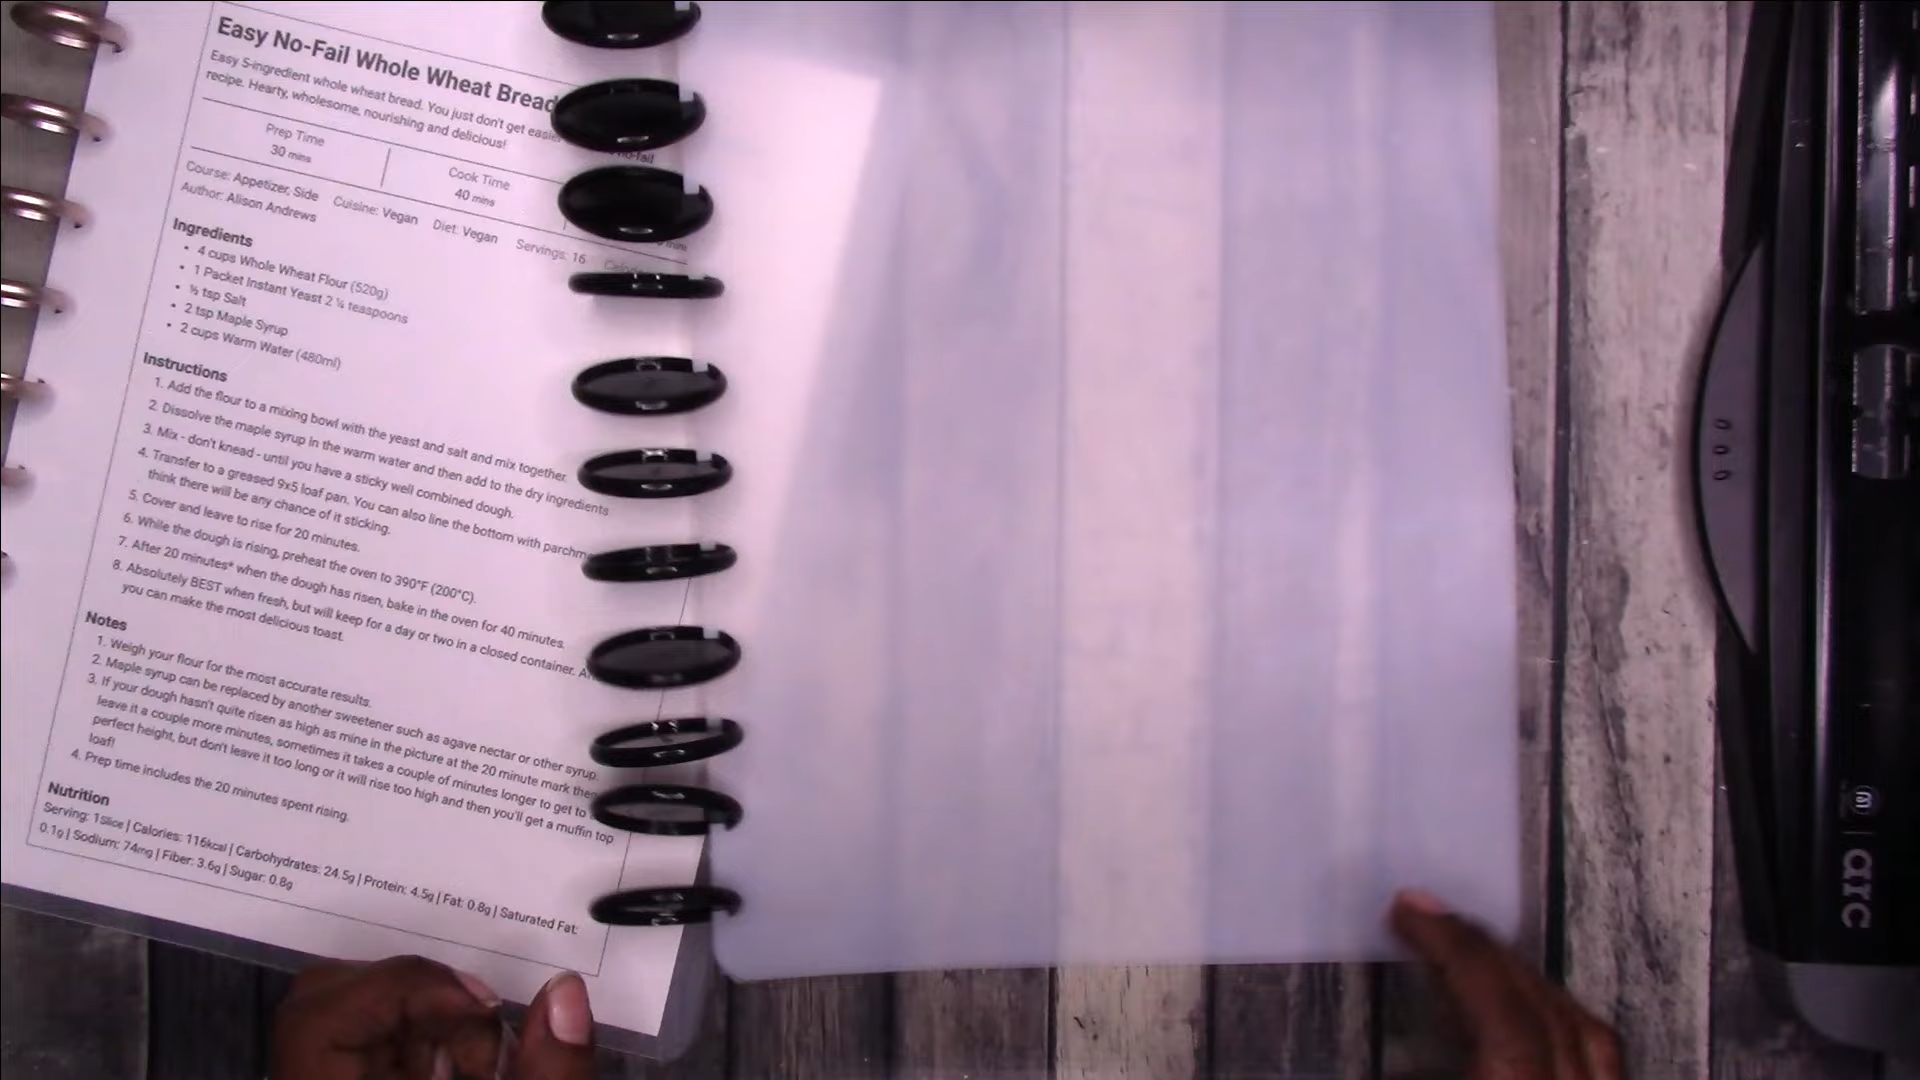 Easy No-Fail Whole Wheat Bread
Easy 5-ingredient whole wheat bread. You just don't get easier no-fail
recipe. Hearty, wholesome, nourishing and delicious!
Prep Time
30 mins
Cook Time
40 mins
Course: Appetizer, Side Cuisine: Vegan Diet: Vegan Servings: 16
Author: Alison Andrews
Ingredients
• 4 cups Whole Wheat Flour (520g)
• 1 Packet Instant Yeast 2 ¼ teaspoons
• ½ tsp Salt
• 2 tsp Maple Syrup
• 2 cups Warm Water (480ml)
Instructions
1. Add the flour to a mixing bowl with the yeast and salt and mix together.
2. Dissolve the maple syrup in the warm water and then add to the dry ingredients
3. Mix - don't knead - until you have a sticky well combined dough.
4. Transfer to a greased 9x5 loaf pan. You can also line the bottom with parchme
think there will be any chance of it sticking.
5. Cover and leave to rise for 20 minutes.
6. While the dough is rising, preheat the oven to 390°F (200°C).
7. After 20 minutes* when the dough has risen, bake in the oven for 40 minutes.
8. Absolutely BEST when fresh, but will keep for a day or two in a closed container.
you can make the most delicious toast.
Notes
1. Weigh your flour for the most accurate results.
2. Maple syrup can be replaced by another sweetener such as agave nectar or other syrup.
3. If your dough hasn't quite risen as high as mine in the picture at the 20 minute mark then
leave it a couple more minutes, sometimes it takes a couple of minutes longer to get to
perfect height, but don't leave it too long or it will rise too high and then you'll get a muffin top
loaf!
4. Prep time includes the 20 minutes spent rising.
Nutrition
Serving: 1Slice | Calories: 116kcal | Carbohydrates: 24.5g | Protein: 4.5g | Fat: 0.8g | Saturated Fat:
0.1g | Sodium: 74mg | Fiber: 3.6g | Sugar: 0.8g
arc